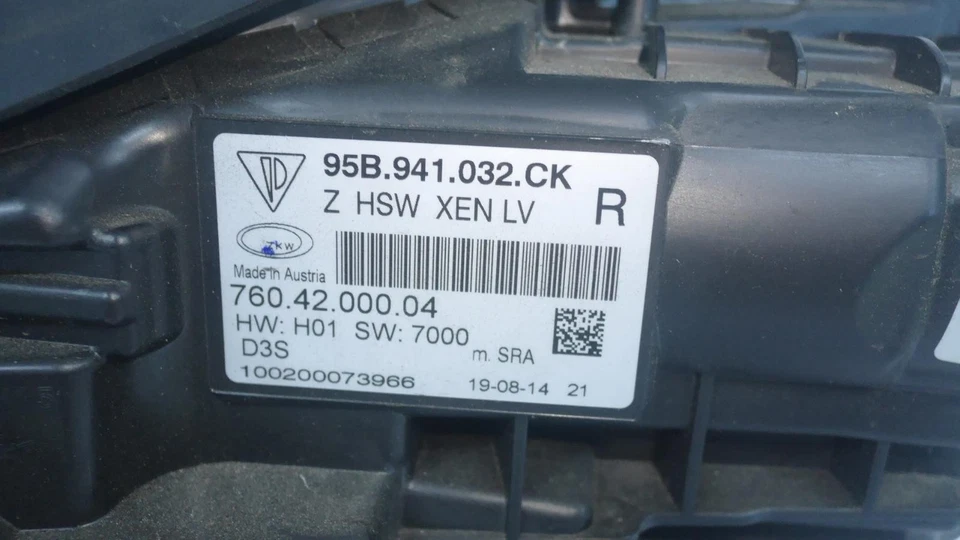 95B.941.032.CK
Z HSW XEN LV R
ZKW
Made in Austria
760.42.000.04
HW: H01 SW: 7000
D3S m. SRA
100200073966 19-08-14 21